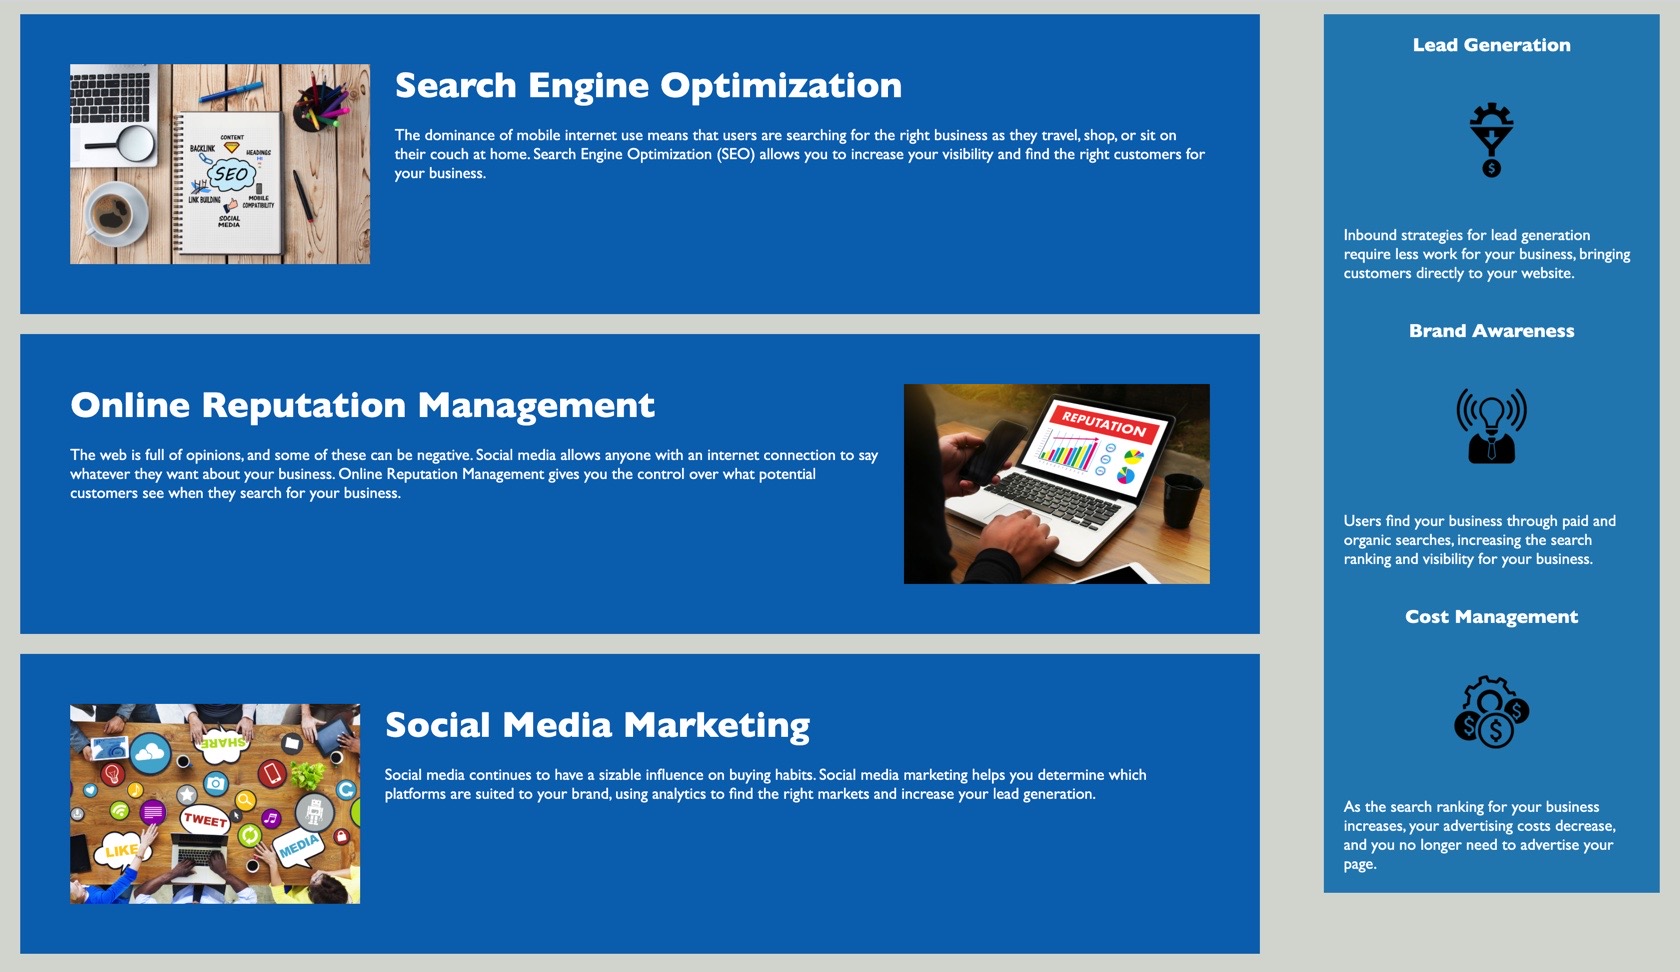 Search Engine Optimization
The dominance of mobile internet use means that users are searching for the right business as they travel, shop, or sit on
their couch at home. Search Engine Optimization (SEO) allows you to increase your visibility and find the right customers for
your business.
CONTENT
BACKLINK
HEADINGS
SEO
LINK BUILDING
MOBILE
COMPATIBILITY
SOCIAL
MEDIA
Online Reputation Management
The web is full of opinions, and some of these can be negative. Social media allows anyone with an internet connection to say
whatever they want about your business. Online Reputation Management gives you the control over what potential
customers see when they search for your business.
REPUTATION
Social Media Marketing
Social media continues to have a sizable influence on buying habits. Social media marketing helps you determine which
platforms are suited to your brand, using analytics to find the right markets and increase your lead generation.
SHARE
TWEET
LIKE
MEDIA
Lead Generation
$
Inbound strategies for lead generation
require less work for your business, bringing
customers directly to your website.
Brand Awareness
Users find your business through paid and
organic searches, increasing the search
ranking and visibility for your business.
Cost Management
$ $ $
As the search ranking for your business
increases, your advertising costs decrease,
and you no longer need to advertise your
page.